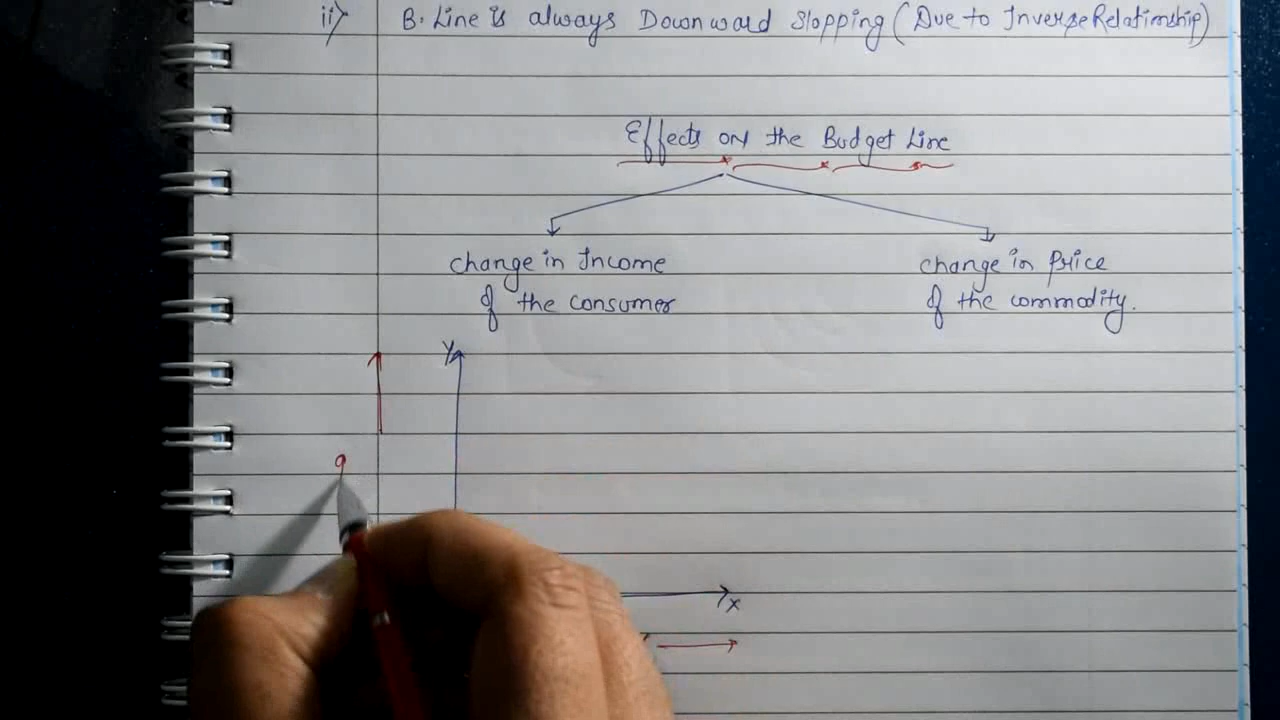 ii> B. Line is always Downward Slopping (Due to Inverse Relationship)
Effects on the Budget Line
change in Income
of the consumer
change in Price
of the commodity.
Y
X